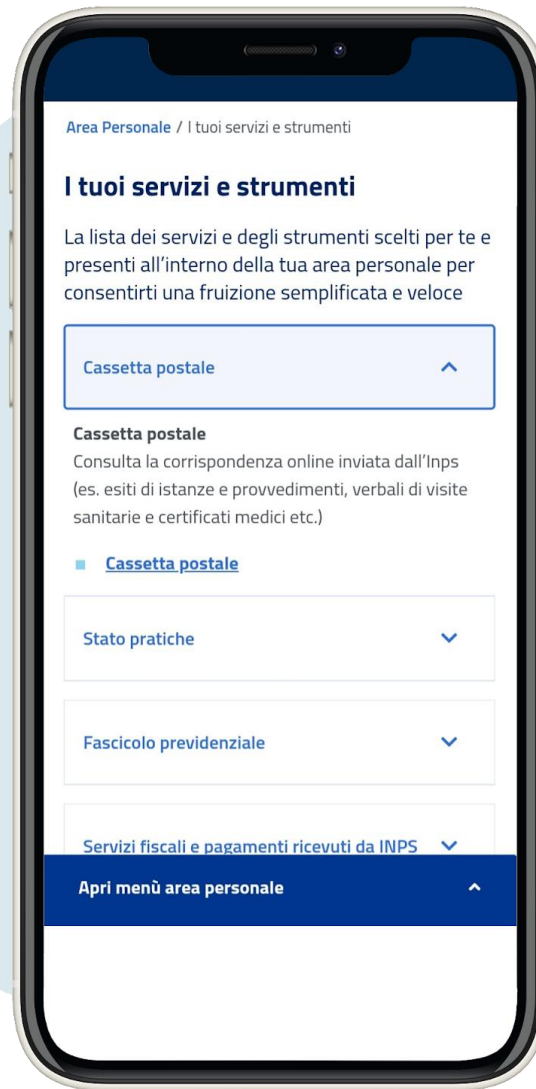 Area Personale / I tuoi servizi e strumenti
I tuoi servizi e strumenti
La lista dei servizi e degli strumenti scelti per te e
presenti all'interno della tua area personale per
consentirti una fruizione semplificata e veloce
Cassetta postale
Cassetta postale
Consulta la corrispondenza online inviata dall'Inps
(es. esiti di istanze e provvedimenti, verbali di visite
sanitarie e certificati medici etc.)
Cassetta postale
Stato pratiche
Fascicolo previdenziale
Servizi fiscali e pagamenti ricevuti da INPS
Apri menù area personale